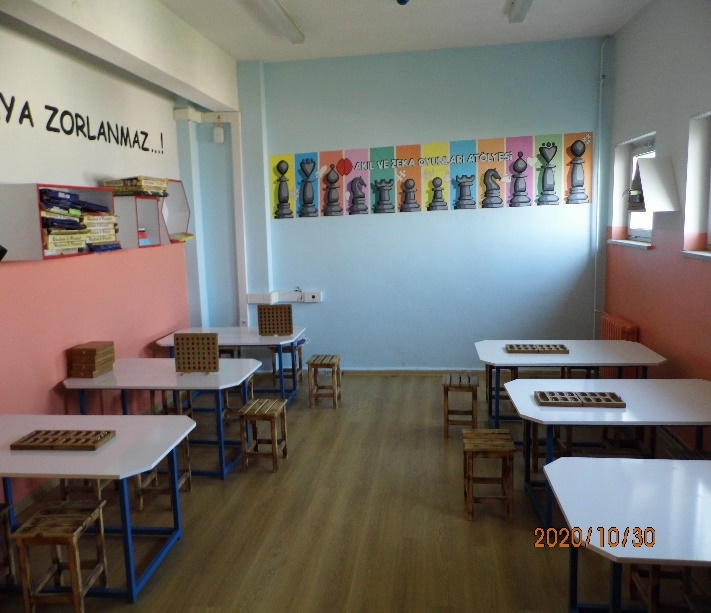 YA ZORLANMAZ...!
AKIL VE ZEKA OYUNLARI ATÖLYESİ
2020/10/30